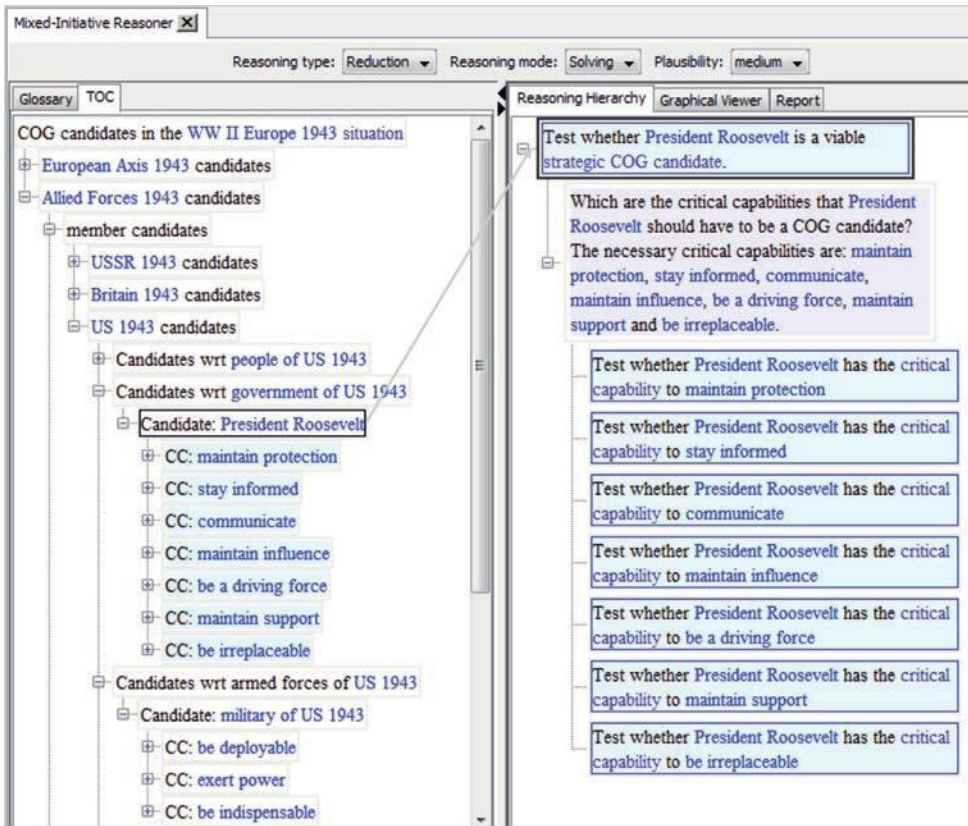 Mixed-Initiative Reasoner
Reasoning type: Reduction Reasoning mode: Solving Plausibility: medium
Glossary TOC
COG candidates in the WW II Europe 1943 situation
European Axis 1943 candidates
Allied Forces 1943 candidates
member candidates
USSR 1943 candidates
Britain 1943 candidates
US 1943 candidates
Candidates wrt people of US 1943
Candidates wrt government of US 1943
Candidate: President Roosevelt
CC: maintain protection
CC: stay informed
CC: communicate
CC: maintain influence
CC: be a driving force
CC: maintain support
CC: be irreplaceable
Candidates wrt armed forces of US 1943
Candidate: military of US 1943
CC: be deployable
CC: exert power
CC: be indispensable
Reasoning Hierarchy Graphical Viewer Report
Test whether President Roosevelt is a viable
strategic COG candidate.
Which are the critical capabilities that President
Roosevelt should have to be a COG candidate?
The necessary critical capabilities are: maintain
protection, stay informed, communicate,
maintain influence, be a driving force, maintain
support and be irreplaceable.
Test whether President Roosevelt has the critical
capability to maintain protection
Test whether President Roosevelt has the critical
capability to stay informed
Test whether President Roosevelt has the critical
capability to communicate
Test whether President Roosevelt has the critical
capability to maintain influence
Test whether President Roosevelt has the critical
capability to be a driving force
Test whether President Roosevelt has the critical
capability to maintain support
Test whether President Roosevelt has the critical
capability to be irreplaceable